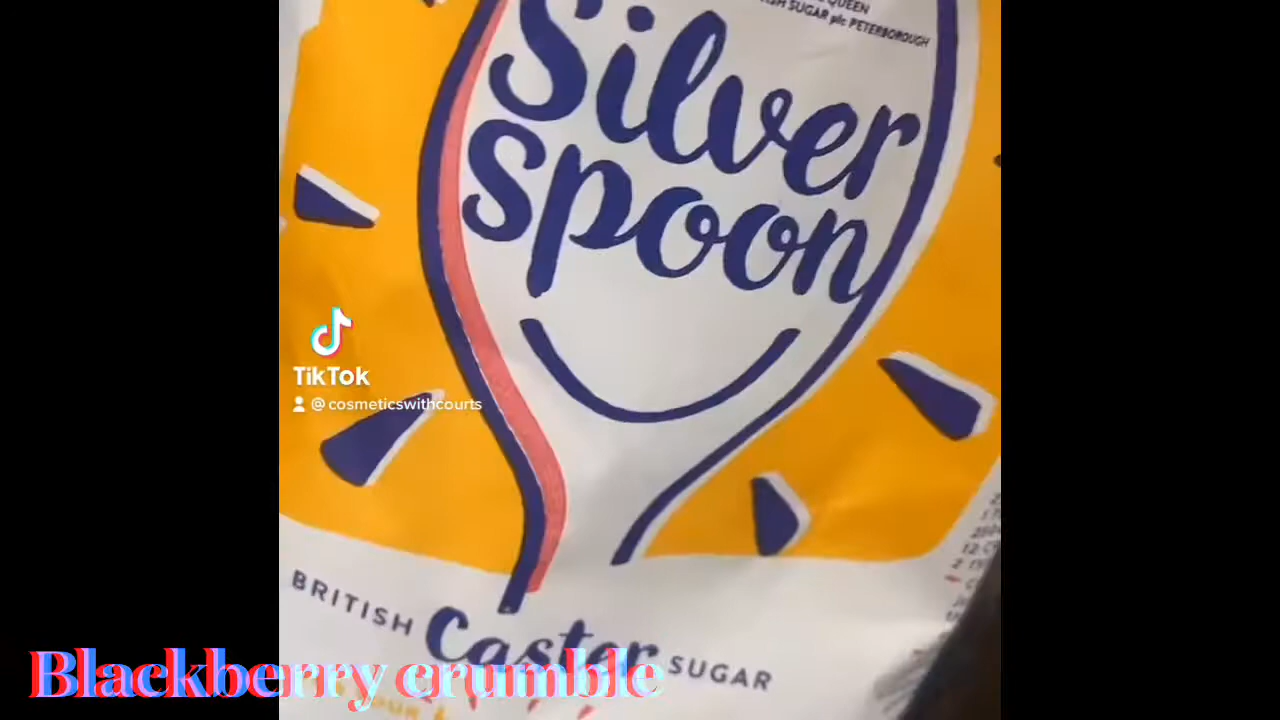 QUEEN
SUGAR plc PETERBOROUGH
Silver
Spoon
TikTok
@cosmeticswithcourts
BRITISH Caster SUGAR
Blackberry crumble